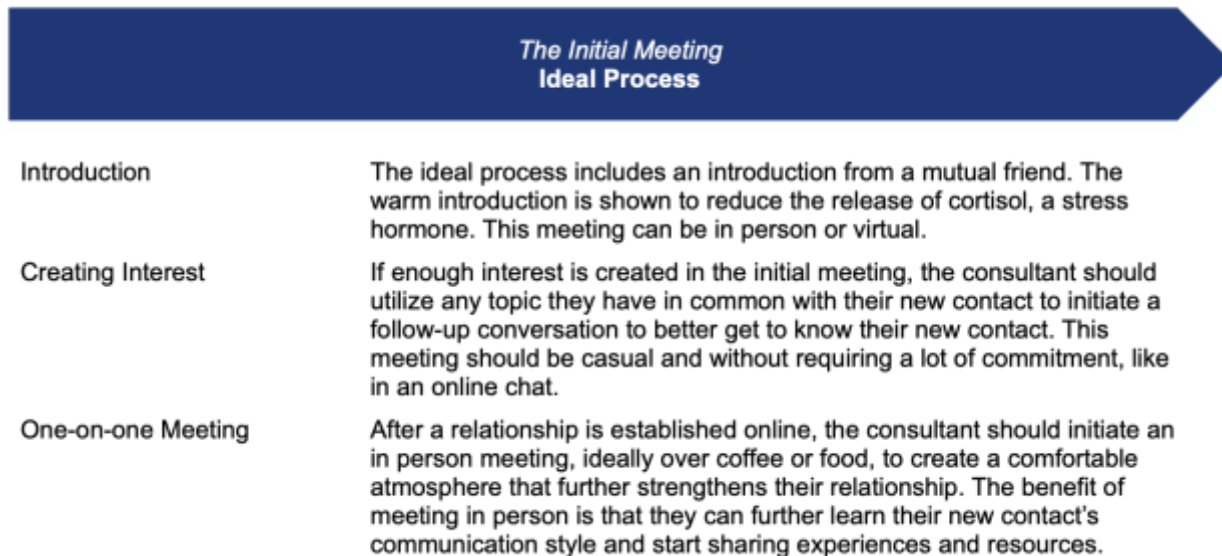 The Initial Meeting
Ideal Process
Introduction
The ideal process includes an introduction from a mutual friend. The
warm introduction is shown to reduce the release of cortisol, a stress
hormone. This meeting can be in person or virtual.
Creating Interest
If enough interest is created in the initial meeting, the consultant should
utilize any topic they have in common with their new contact to initiate a
follow-up conversation to better get to know their new contact. This
meeting should be casual and without requiring a lot of commitment, like
in an online chat.
One-on-one Meeting
After a relationship is established online, the consultant should initiate an
in person meeting, ideally over coffee or food, to create a comfortable
atmosphere that further strengthens their relationship. The benefit of
meeting in person is that they can further learn their new contact's
communication style and start sharing experiences and resources.